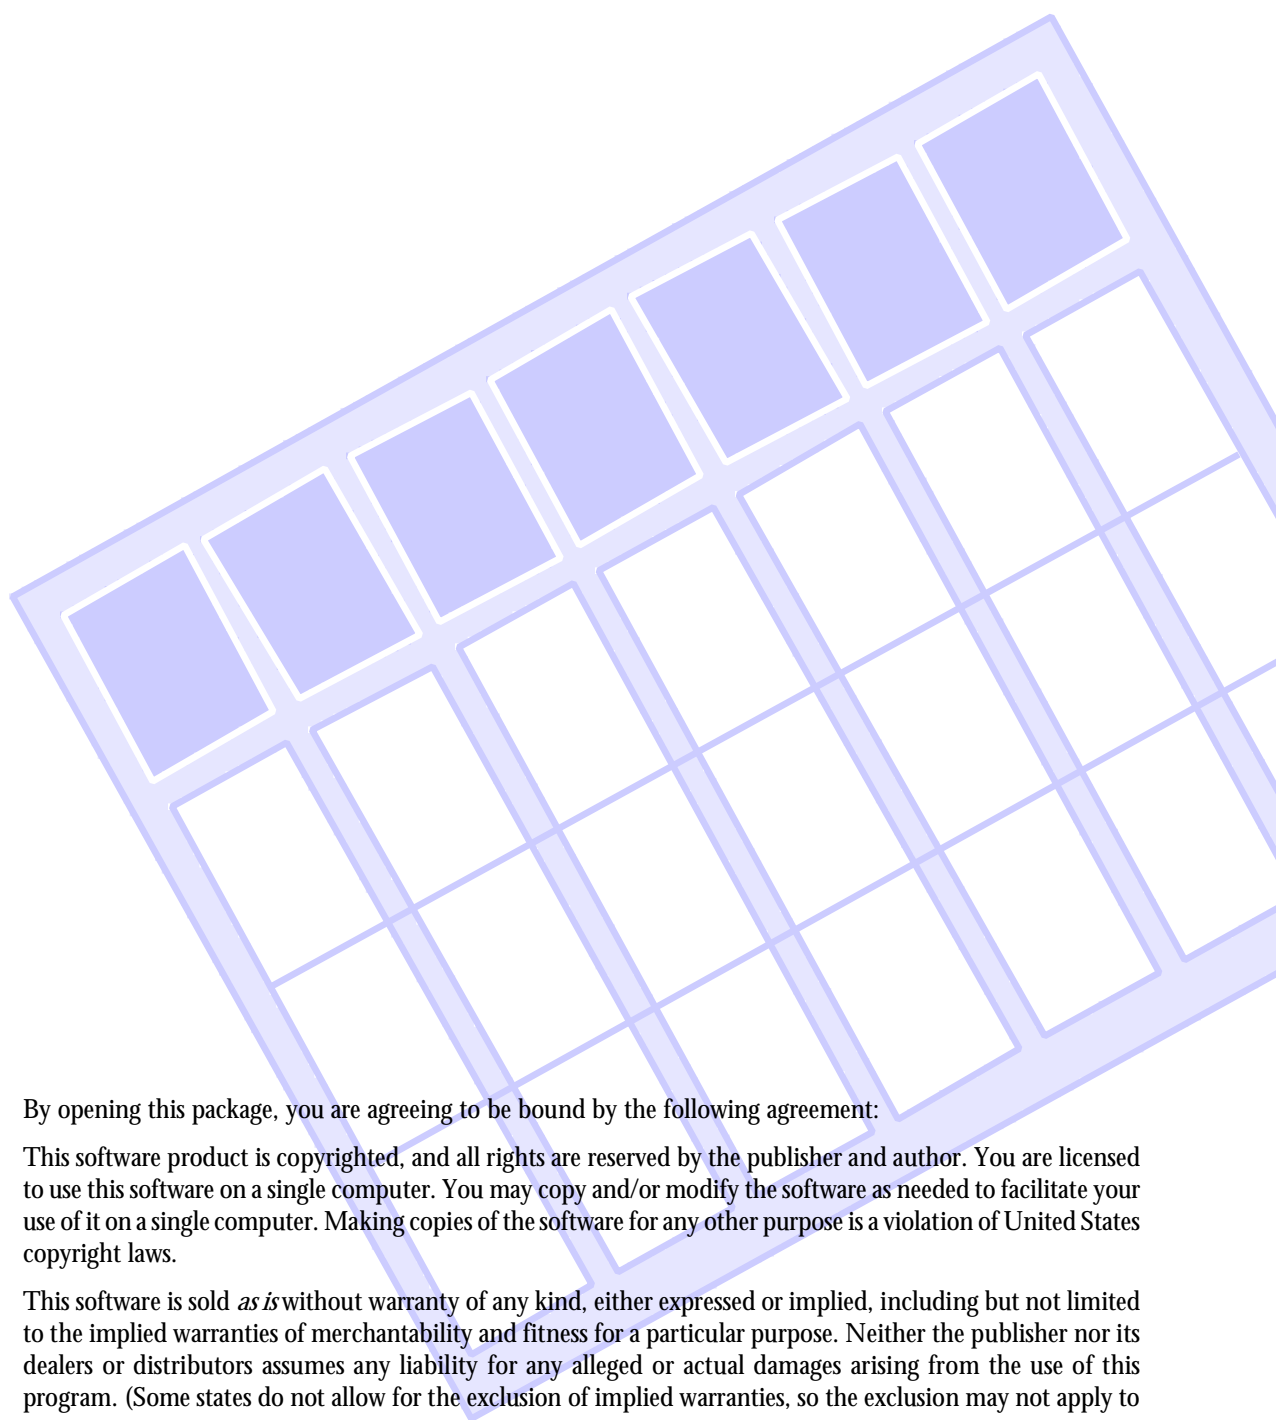 By opening this package, you are agreeing to be bound by the following agreement:
This software product is copyrighted, and all rights are reserved by the publisher and author. You are licensed
to use this software on a single computer. You may copy and/or modify the software as needed to facilitate your
use of it on a single computer. Making copies of the software for any other purpose is a violation of United States
copyright laws.
This software is sold as is without warranty of any kind, either expressed or implied, including but not limited
to the implied warranties of merchantability and fitness for a particular purpose. Neither the publisher nor its
dealers or distributors assumes any liability for any alleged or actual damages arising from the use of this
program. (Some states do not allow for the exclusion of implied warranties, so the exclusion may not apply to